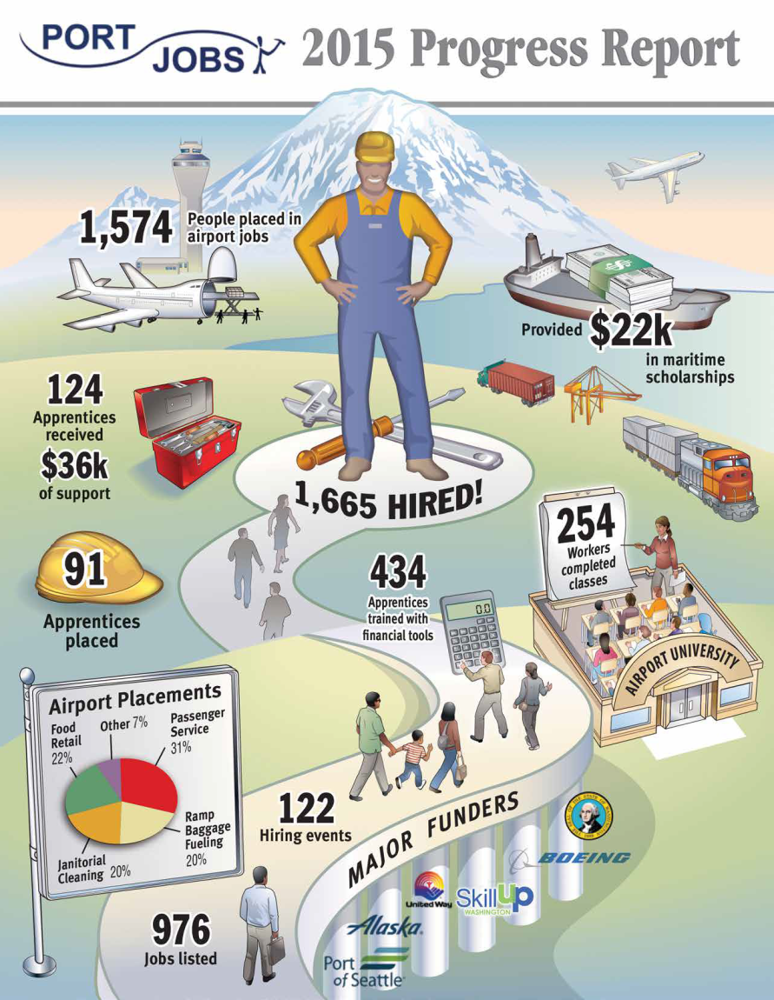 PORT
JOBS
2015 Progress Report
1,574
People placed in
airport jobs
Provided
$22k
in maritime
scholarships
124
Apprentices
received
$36k
of support
1,665 HIRED!
254
Workers
completed
classes
91
Apprentices
placed
434
Apprentices
trained with
financial tools
0.0
AIRPORT UNIVERSITY
Airport Placements
Food
Retail
22%
Other 7%
Passenger
Service
31%
Ramp
Baggage
Fueling
20%
Janitorial
Cleaning 20%
122
Hiring events
MAJOR FUNDERS
BOEING
United Way
SkillUp
WASHINGTON
Alaska.
Port
of Seattle
976
Jobs listed